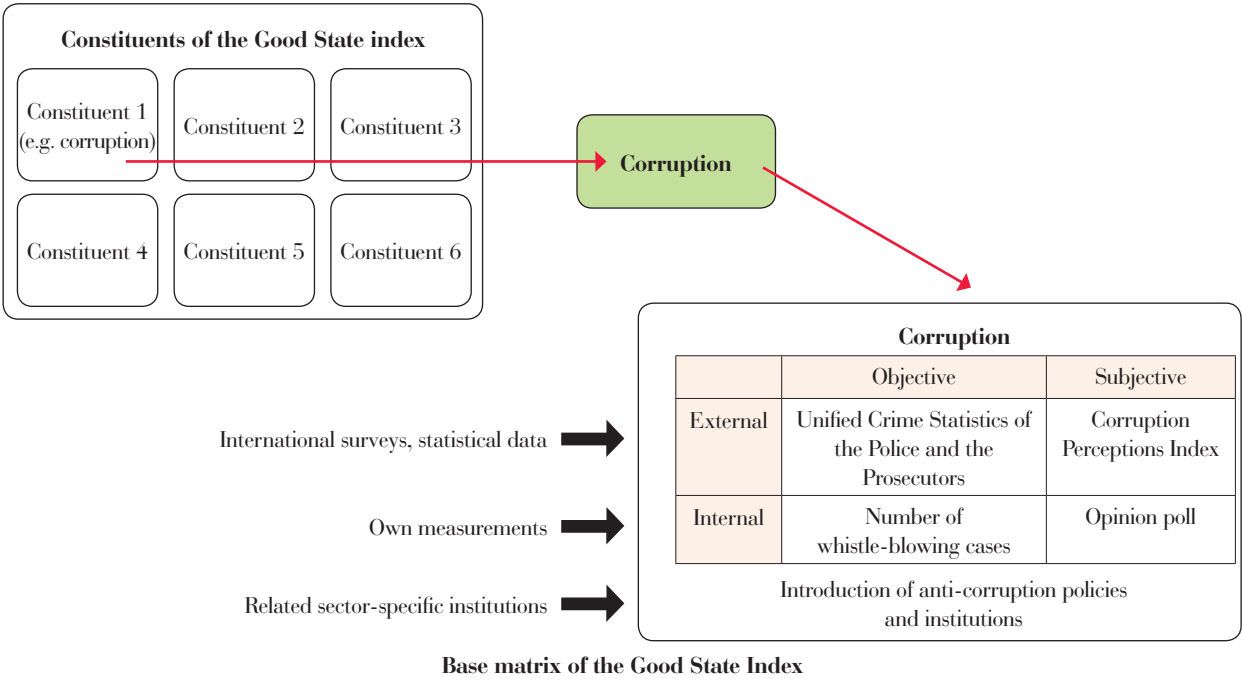 Constituents of the Good State index
Constituent 1
(e.g. corruption)
Constituent 2
Constituent 3
Constituent 4
Constituent 5
Constituent 6
Corruption
Corruption
Objective
Subjective
External
Unified Crime Statistics of
the Police and the
Prosecutors
Corruption
Perceptions Index
Internal
Number of
whistle-blowing cases
Opinion poll
Introduction of anti-corruption policies
and institutions
International surveys, statistical data
Own measurements
Related sector-specific institutions
Base matrix of the Good State Index